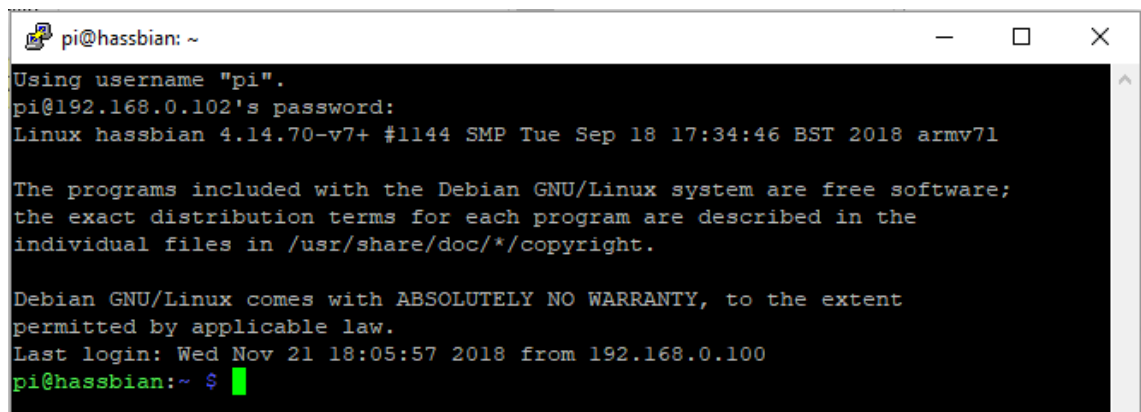 pi@hassbian: ~
Using username "pi".
pi@192.168.0.102's password:
Linux hassbian 4.14.70-v7+ #1144 SMP Tue Sep 18 17:34:46 BST 2018 armv7l
The programs included with the Debian GNU/Linux system are free software;
the exact distribution terms for each program are described in the
individual files in /usr/share/doc/*/copyright.
Debian GNU/Linux comes with ABSOLUTELY NO WARRANTY, to the extent
permitted by applicable law.
Last login: Wed Nov 21 18:05:57 2018 from 192.168.0.100
pi@hassbian:~ $